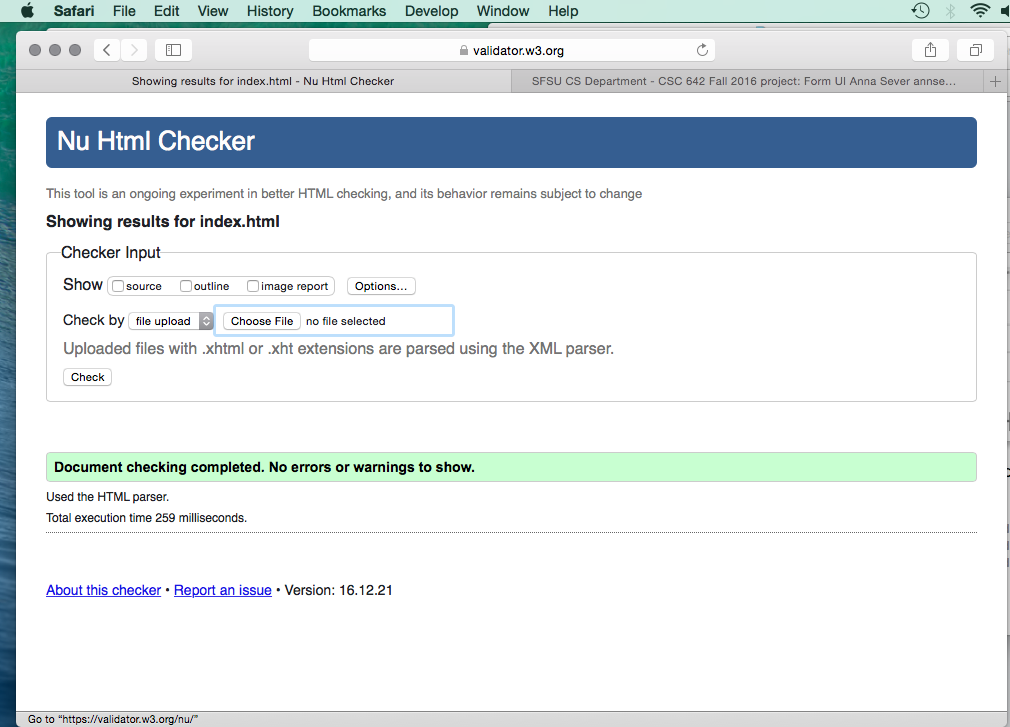 Safari File Edit View History Bookmarks Develop Window Help
validator.w3.org
Showing results for index.html - Nu Html Checker
SFSU CS Department - CSC 642 Fall 2016 project: Form UI Anna Sever annse...
Nu Html Checker
This tool is an ongoing experiment in better HTML checking, and its behavior remains subject to change
Showing results for index.html
Checker Input
Show source outline image report Options...
Check by file upload Choose File no file selected
Uploaded files with .xhtml or .xht extensions are parsed using the XML parser.
Check
Document checking completed. No errors or warnings to show.
Used the HTML parser.
Total execution time 259 milliseconds.
About this checker • Report an issue • Version: 16.12.21
Go to “https://validator.w3.org/nu/”